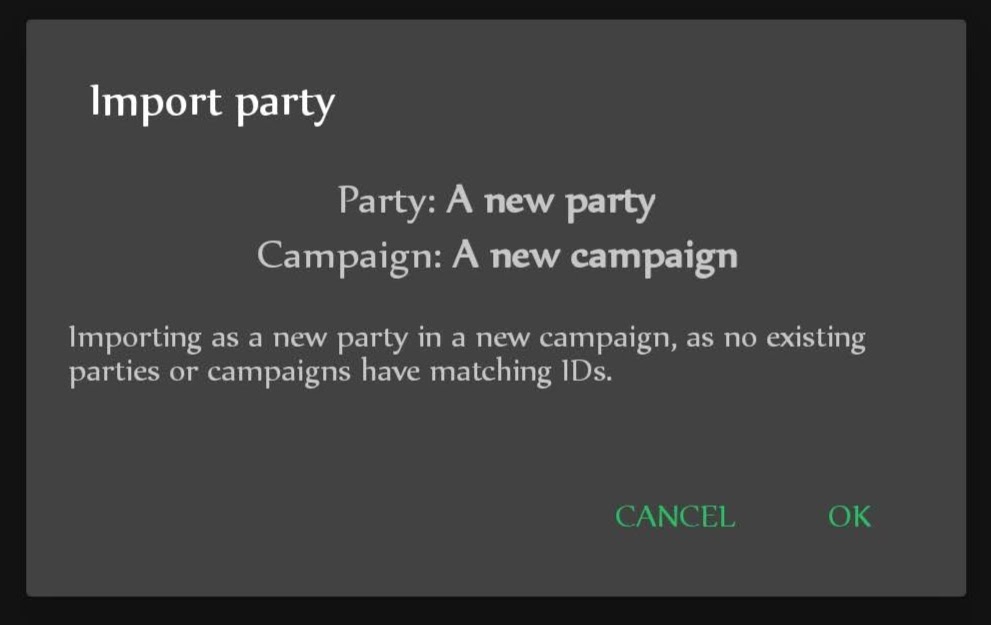 Import party
Party: A new party
Campaign: A new campaign
Importing as a new party in a new campaign, as no existing
parties or campaigns have matching IDs.
CANCEL OK